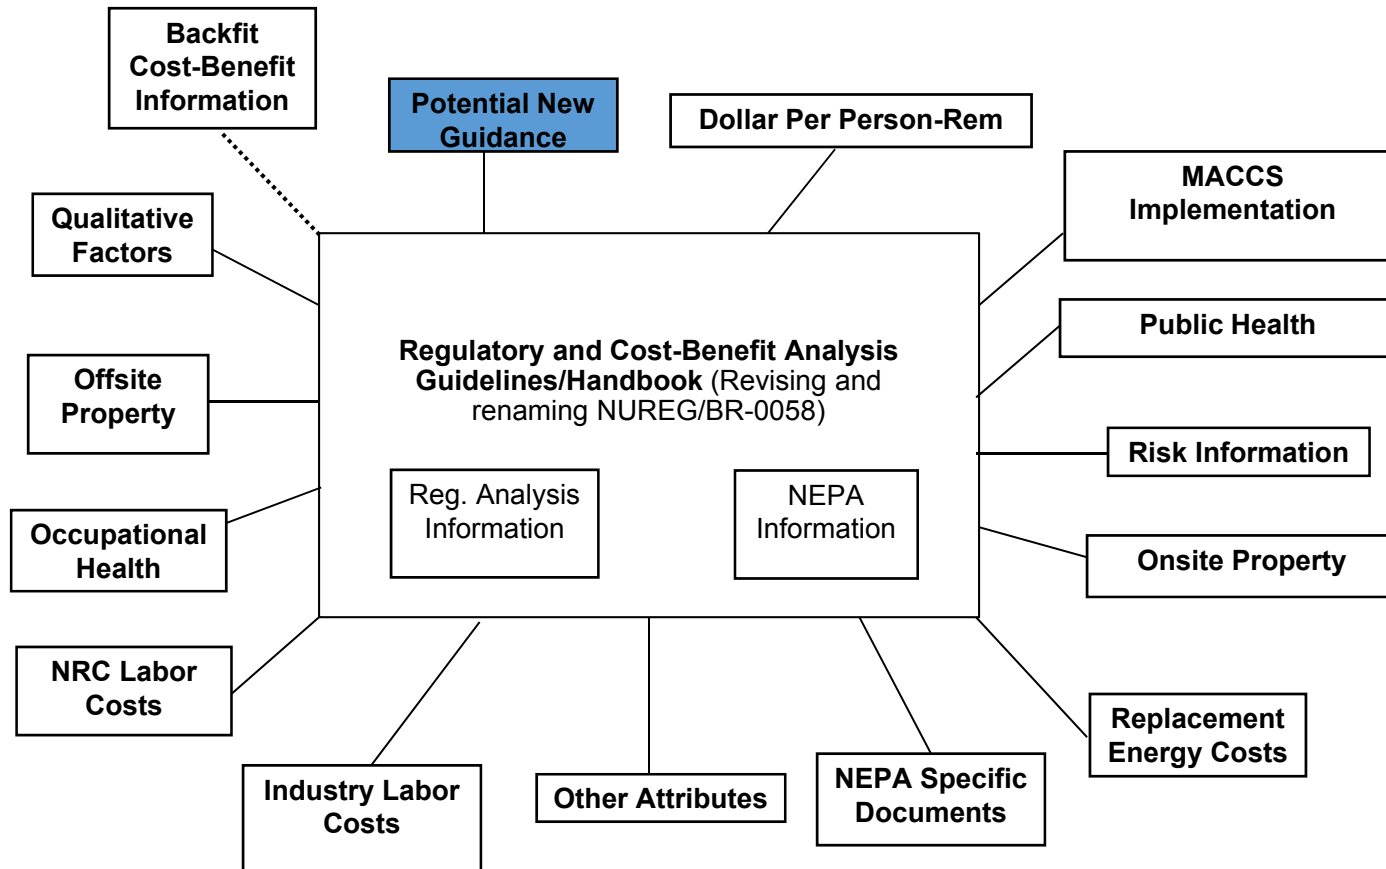 Backfit
Cost-Benefit
Information
Potential New
Guidance
Dollar Per Person-Rem
MACCS
Implementation
Qualitative
Factors
Public Health
Regulatory and Cost-Benefit Analysis
Guidelines/Handbook (Revising and
renaming NUREG/BR-0058)
Offsite
Property
Risk Information
Reg. Analysis
Information
NEPA
Information
Occupational
Health
Onsite Property
NRC Labor
Costs
Replacement
Energy Costs
Industry Labor
Costs
Other Attributes
NEPA Specific
Documents